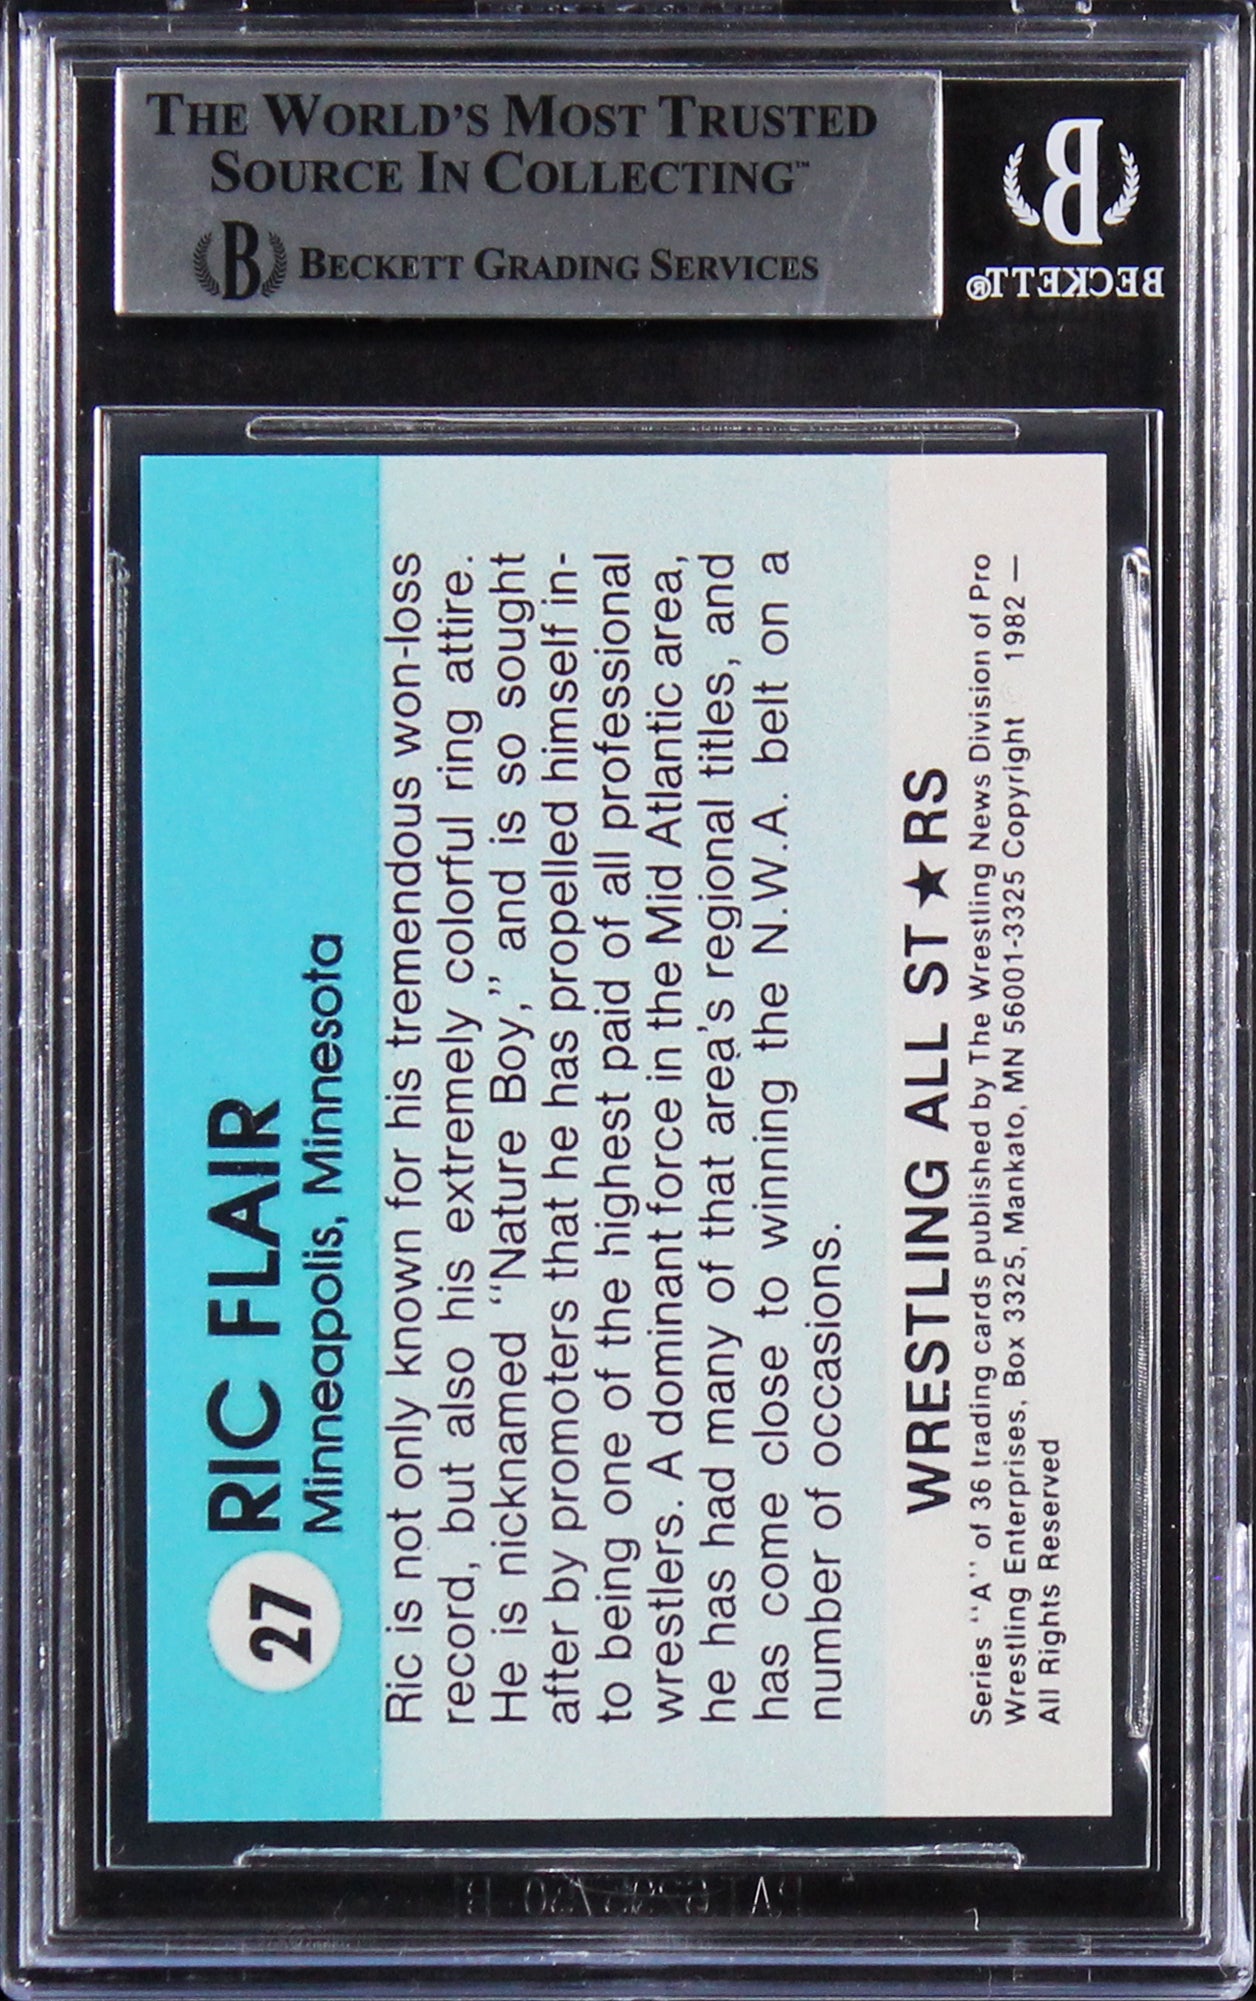 THE WORLD'S MOST TRUSTED
SOURCE IN COLLECTING™
B BECKETT GRADING SERVICES
B
BECKETT®
27 RIC FLAIR
Minneapolis, Minnesota
Ric is not only known for his tremendous won-loss
record, but also his extremely colorful ring attire.
He is nicknamed "Nature Boy," and is so sought
after by promoters that he has propelled himself in-
to being one of the highest paid of all professional
wrestlers. A dominant force in the Mid Atlantic area,
he has had many of that area's regional titles, and
has come close to winning the N.W.A. belt on a
number of occasions.
WRESTLING ALL ST★RS
Series "A" of 36 trading cards published by The Wrestling News Division of Pro
Wrestling Enterprises, Box 3325, Mankato, MN 56001-3325 Copyright 1982 —
All Rights Reserved